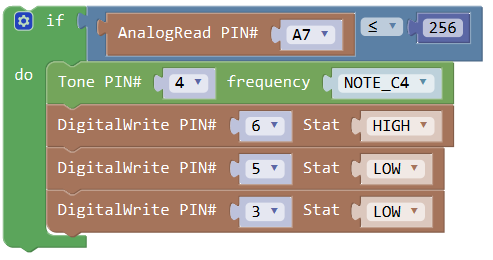 if AnalogRead PIN# A7 ≤ 256
do Tone PIN# 4 frequency NOTE_C4
DigitalWrite PIN# 6 Stat HIGH
DigitalWrite PIN# 5 Stat LOW
DigitalWrite PIN# 3 Stat LOW